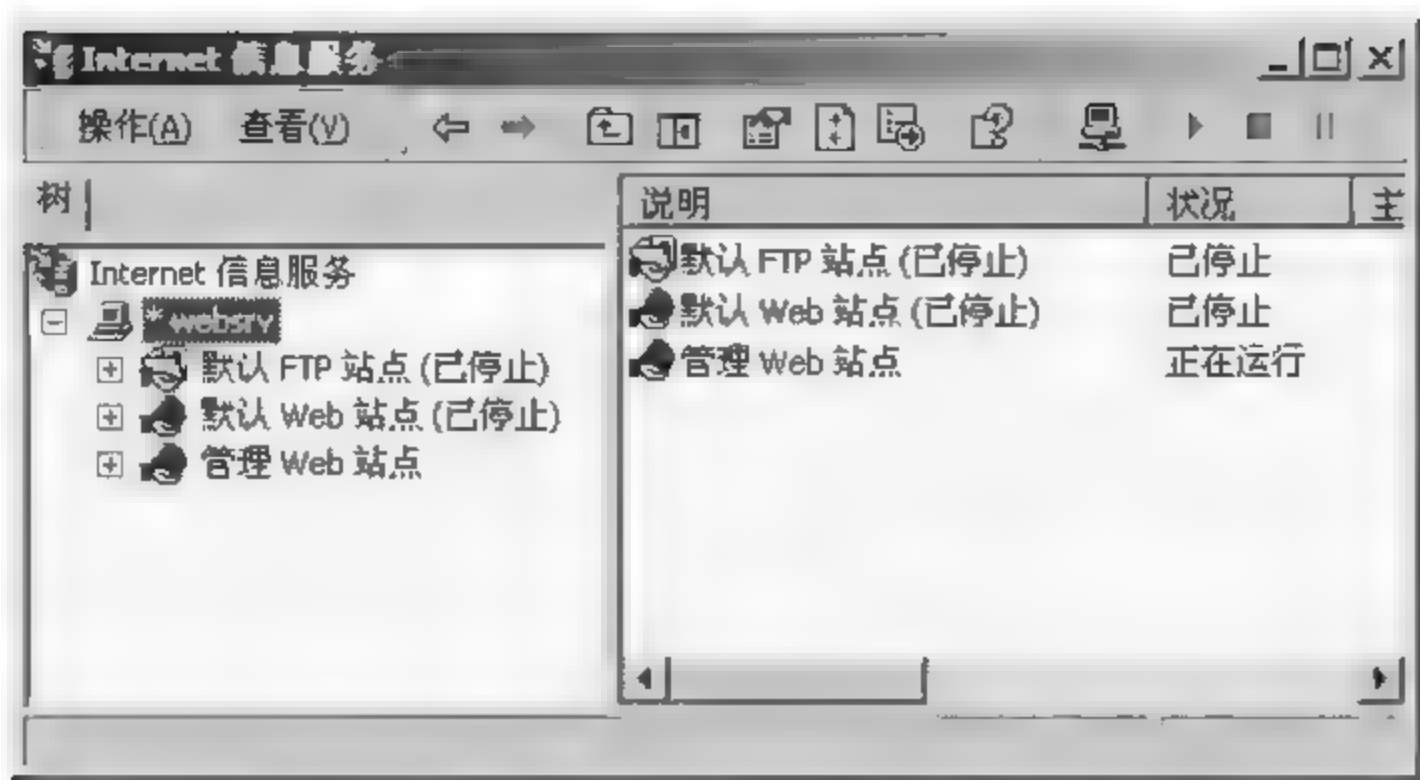 Internet 信息服务
操作(A) 查看(V)
树
Internet 信息服务
* websrv
默认 FTP 站点 (已停止)
默认 Web 站点 (已停止)
管理 Web 站点
说明 状况 主
默认 FTP 站点 (已停止) 已停止
默认 Web 站点 (已停止) 已停止
管理 Web 站点 正在运行